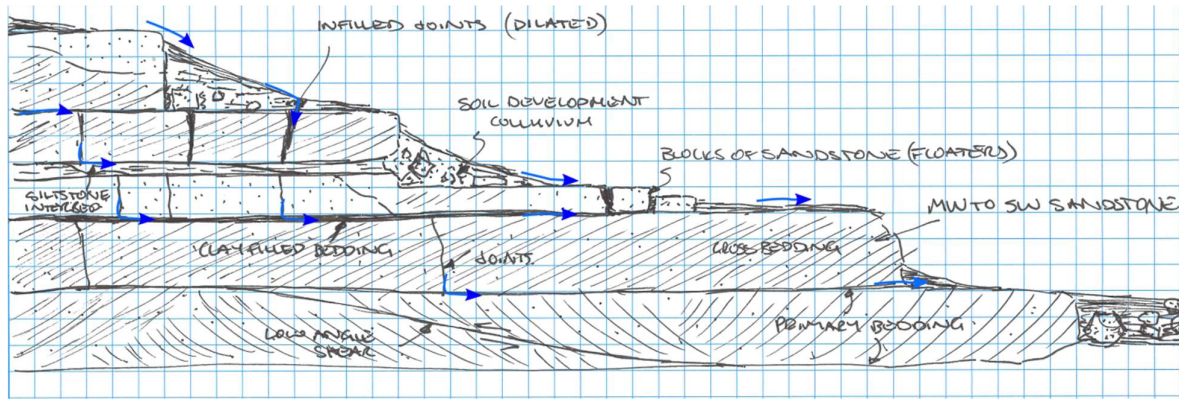 INFILLED JOINTS (DILATED)
SOIL DEVELOPMENT
COLLUVIUM
BLOCKS OF SANDSTONE (FLOATERS)
SILTSTONE
INTERBED
MW TO SW SANDSTONE
CLAY FILLED BEDDING
JOINTS.
CROSS BEDDING
LOW ANGLE
SHEAR
PRIMARY BEDDING